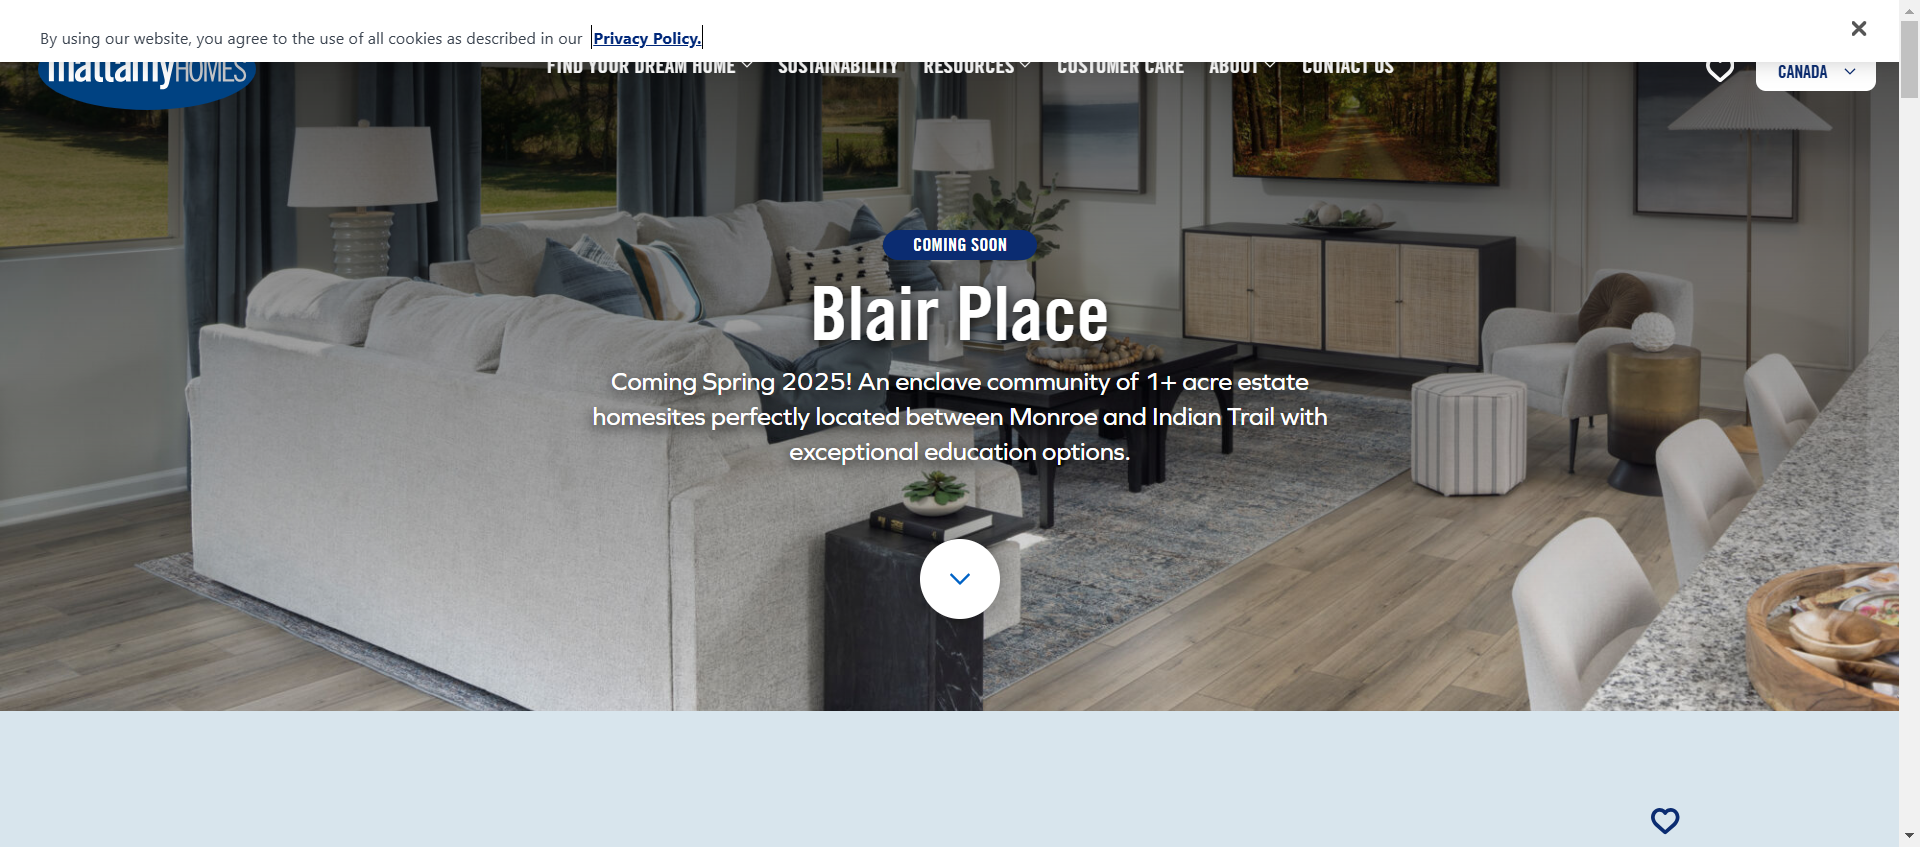 By using our website, you agree to the use of all cookies as described in our Privacy Policy.
mattamyHOMES
FIND YOUR DREAM HOME
SUSTAINABILITY
RESOURCES
CUSTOMER CARE
ABOUT
CONTACT US
CANADA
COMING SOON
Blair Place
Coming Spring 2025! An enclave community of 1+ acre estate
homesites perfectly located between Monroe and Indian Trail with
exceptional education options.